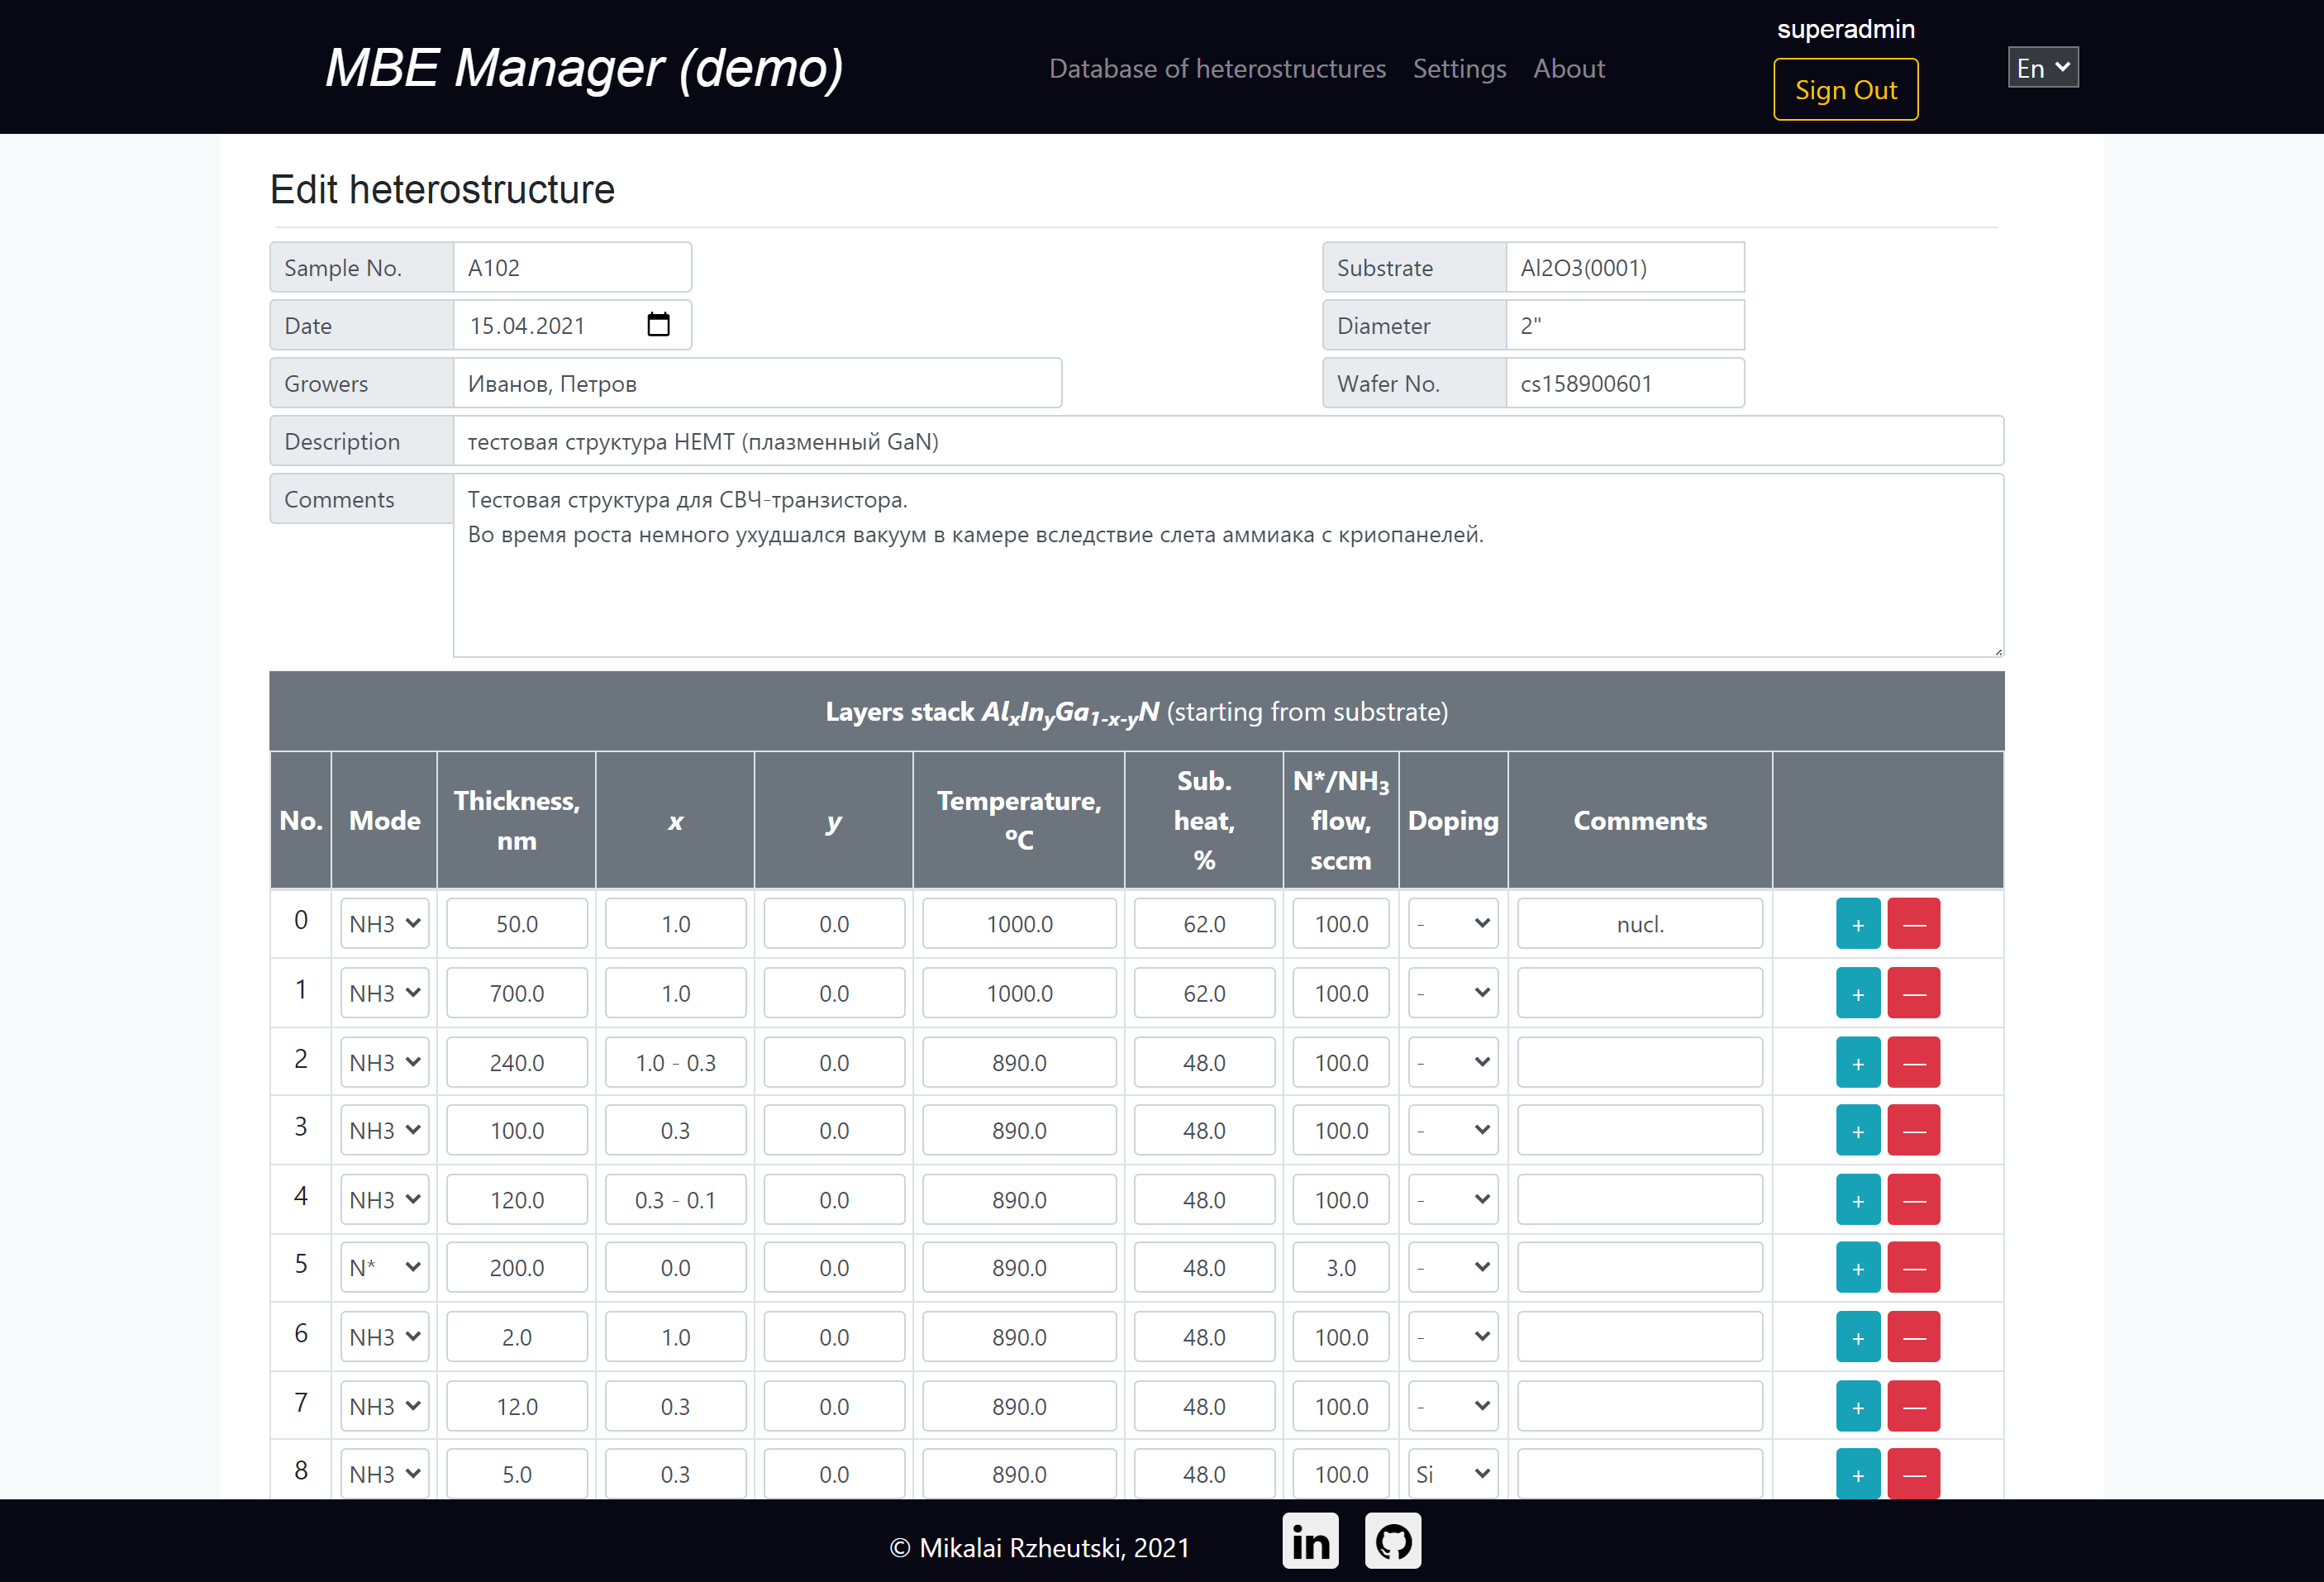 MBE Manager (demo)
Database of heterostructures Settings About
superadmin
Sign Out
En
Edit heterostructure
Sample No. A102
Substrate Al2O3(0001)
Date 15.04.2021
Diameter 2"
Growers Иванов, Петров
Wafer No. cs158900601
Description тестовая структура HEMT (плазменный GaN)
Comments Тестовая структура для СВЧ-транзистора.
Во время роста немного ухудшался вакуум в камере вследствие слета аммиака с криопанелей.
Layers stack AlxInyGa1-x-yN (starting from substrate)
No. Mode Thickness, nm x y Temperature, ºC Sub. heat, % N*/NH3 flow, sccm Doping Comments
0 NH3 50.0 1.0 0.0 1000.0 62.0 100.0 - nucl. + —
1 NH3 700.0 1.0 0.0 1000.0 62.0 100.0 - + —
2 NH3 240.0 1.0 - 0.3 0.0 890.0 48.0 100.0 - + —
3 NH3 100.0 0.3 0.0 890.0 48.0 100.0 - + —
4 NH3 120.0 0.3 - 0.1 0.0 890.0 48.0 100.0 - + —
5 N* 200.0 0.0 0.0 890.0 48.0 3.0 - + —
6 NH3 2.0 1.0 0.0 890.0 48.0 100.0 - + —
7 NH3 12.0 0.3 0.0 890.0 48.0 100.0 - + —
8 NH3 5.0 0.3 0.0 890.0 48.0 100.0 Si + —
© Mikalai Rzheutski, 2021
in